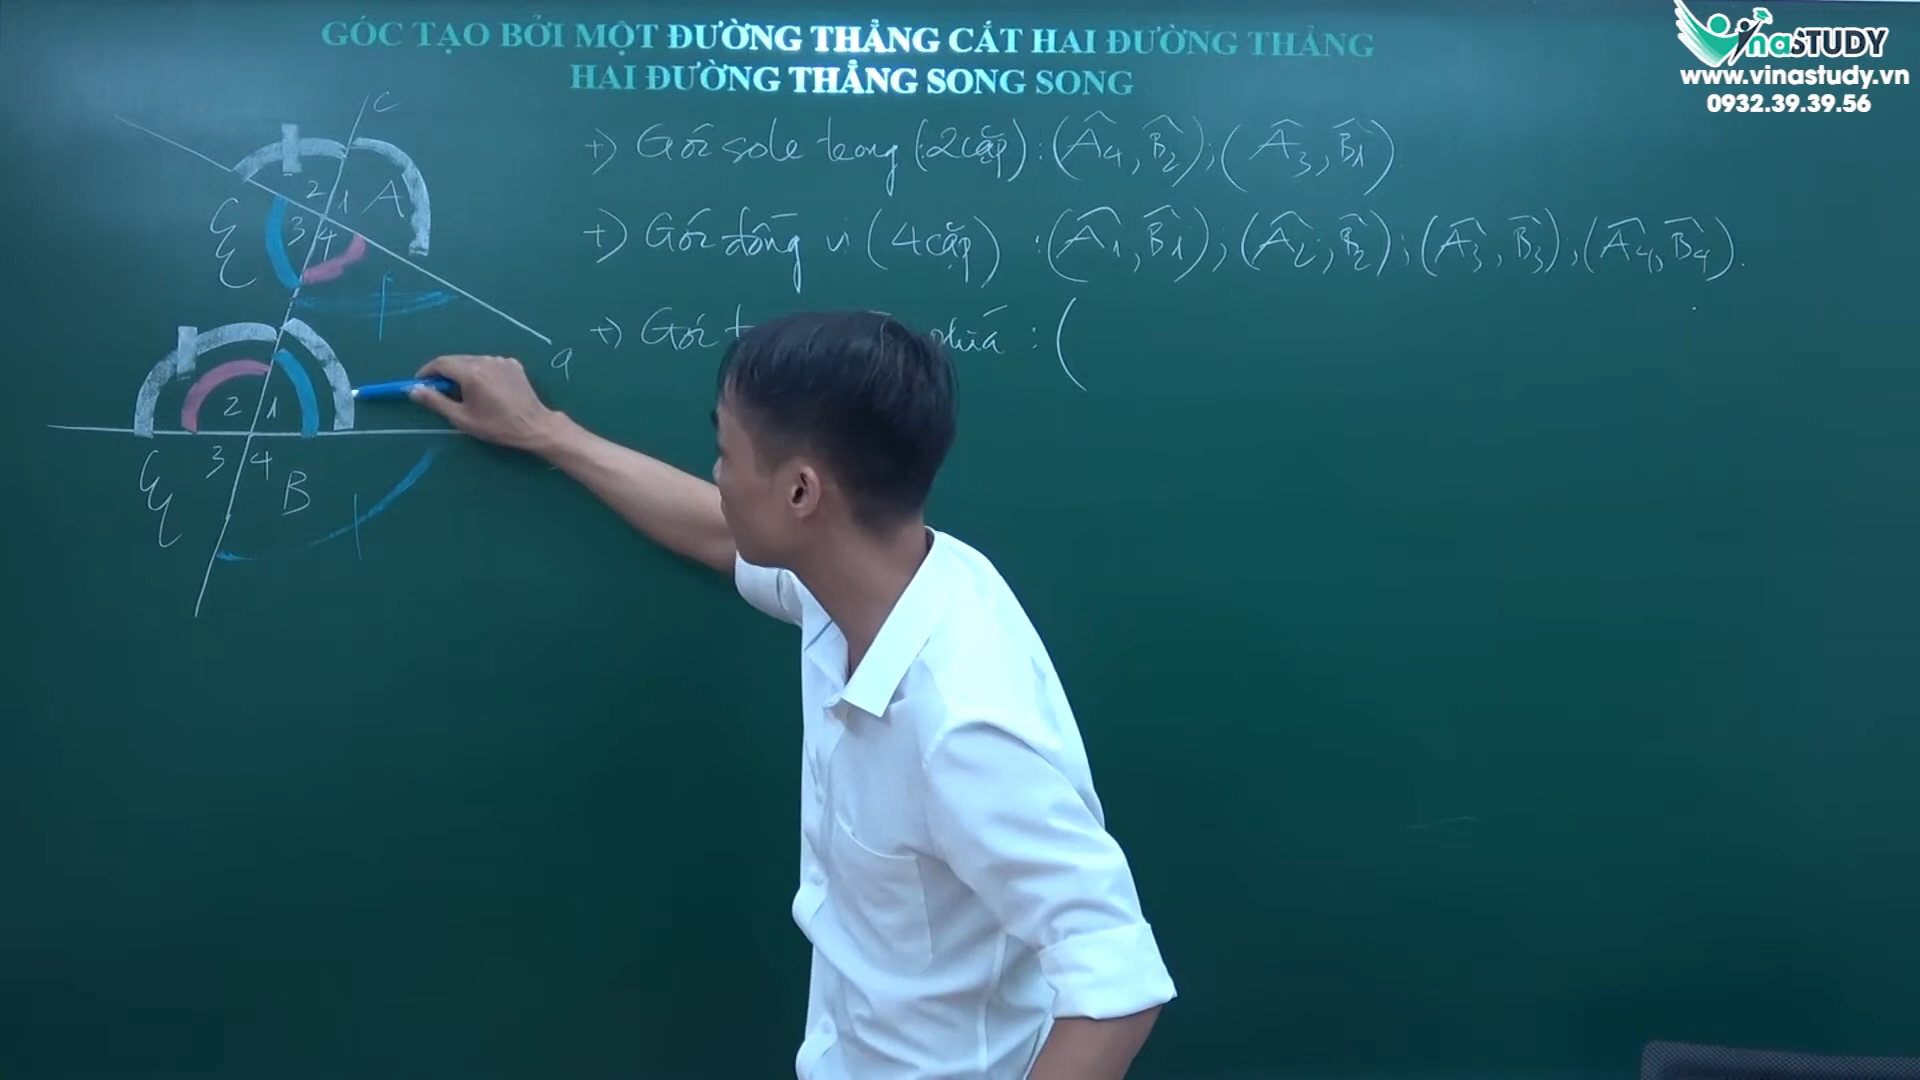 GÓC TẠO BỞI MỘT ĐƯỜNG THẲNG CẮT HAI ĐƯỜNG THẲNG
HAI ĐƯỜNG THẲNG SONG SONG
VinaSTUDY
www.vinastudy.vn
0932.39.39.56
+) Góc sole trong (2 cặp) : (Â4, B̂2) ; (Â3, B̂1)
+) Góc đồng vị (4 cặp) : (Â1, B̂1) ; (Â2 ; B̂2) ; (Â3, B̂3) ; (Â4, B̂4).
+) Góc t phía : (
c
2 1 A
3 4
a
2 1
3 4 B